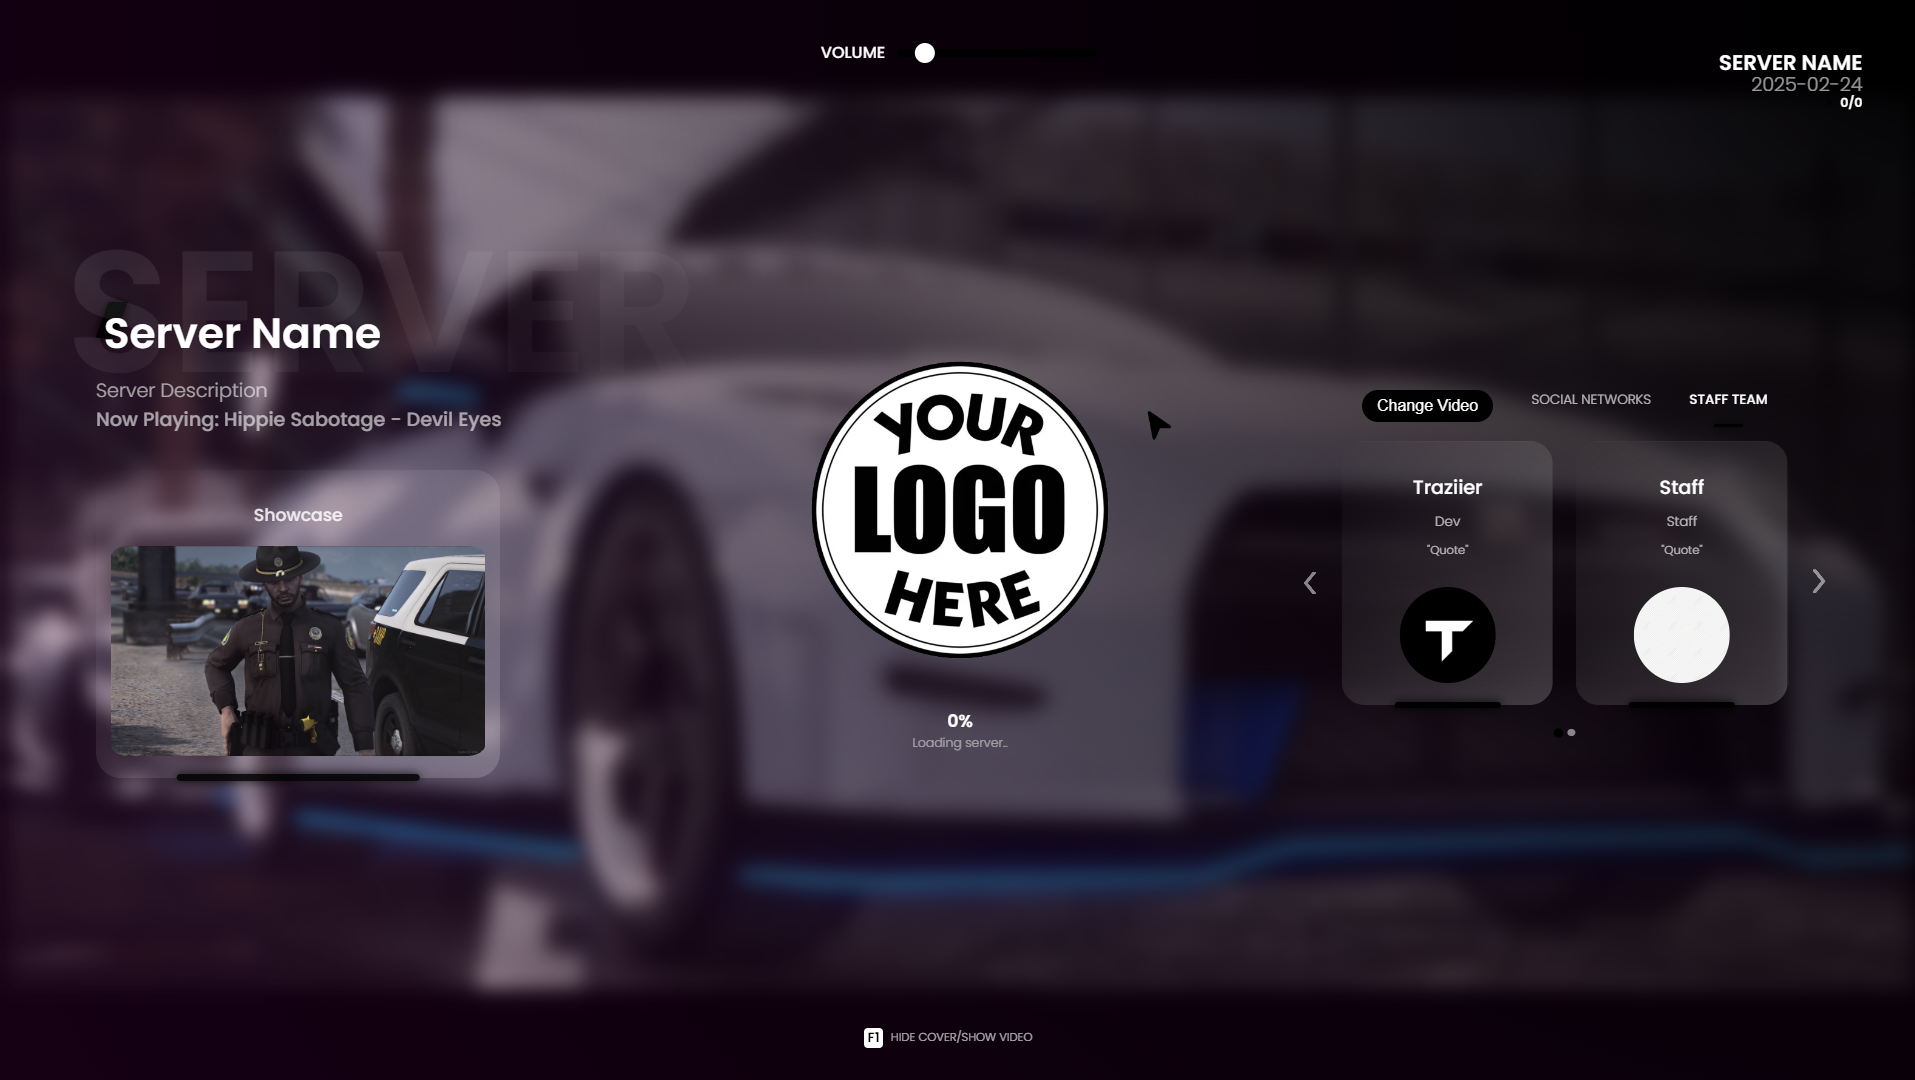 VOLUME
SERVER NAME
2025-02-24
0/0
SERVER
Server Name
Server Description
Now Playing: Hippie Sabotage - Devil Eyes
Showcase
YOUR
LOGO
HERE
0%
Loading server..
Change Video
SOCIAL NETWORKS
STAFF TEAM
Traziier
Dev
"Quote"
T
Staff
Staff
"Quote"
F1 HIDE COVER/SHOW VIDEO